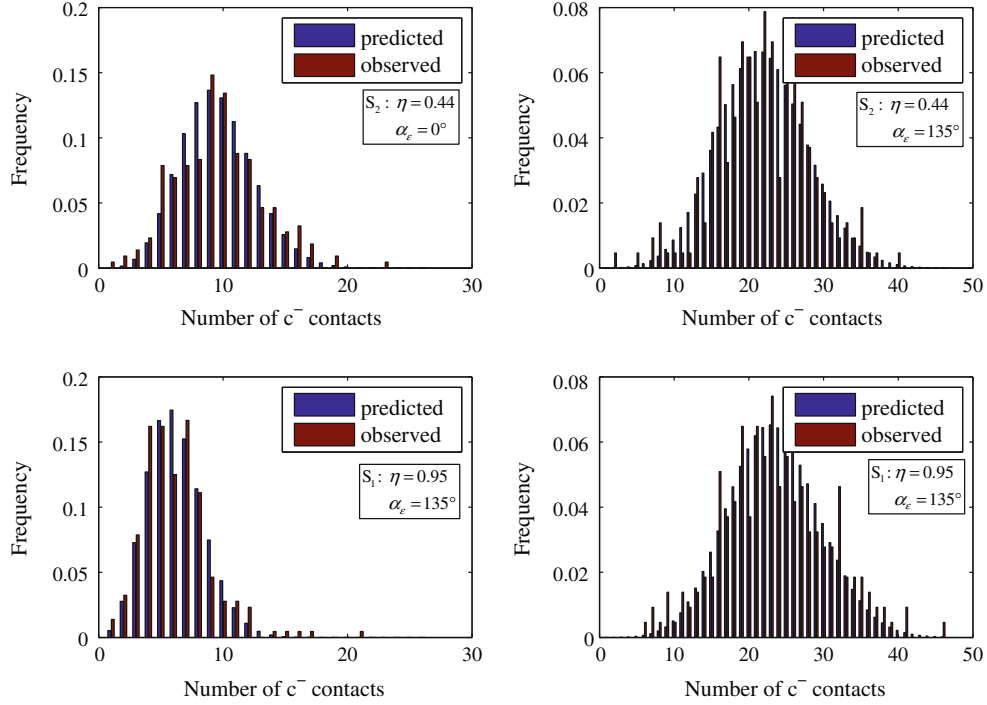 0.2
0.15
0.1
0.05
0
Frequency
predicted
observed
S₂ : η = 0.44
α_ε = 0°
0 10 20 30
Number of c⁻ contacts
0.08
0.06
0.04
0.02
0
Frequency
predicted
observed
S₂ : η = 0.44
α_ε = 135°
0 10 20 30 40 50
Number of c⁻ contacts
0.2
0.15
0.1
0.05
0
Frequency
predicted
observed
S₁ : η = 0.95
α_ε = 135°
0 10 20 30
Number of c⁻ contacts
0.08
0.06
0.04
0.02
0
Frequency
predicted
observed
S₁ : η = 0.95
α_ε = 135°
0 10 20 30 40 50
Number of c⁻ contacts